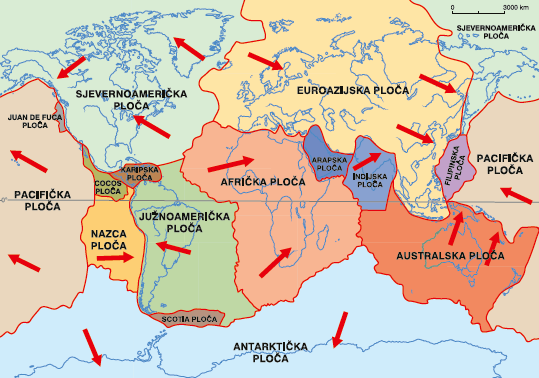 0 3000 km
SJEVERNOAMERIČKA
PLOČA
SJEVERNOAMERIČKA
PLOČA
EUROAZIJSKA PLOČA
JUAN DE FUCA
PLOČA
KARIPSKA
PLOČA
COCOS
PLOČA
PACIFIČKA
PLOČA
AFRIČKA PLOČA
ARAPSKA
PLOČA
INDIJSKA
PLOČA
FILIPINSKA
PLOČA
PACIFIČKA
PLOČA
NAZCA
PLOČA
JUŽNOAMERIČKA
PLOČA
AUSTRALSKA PLOČA
SCOTIA PLOČA
ANTARKTIČKA
PLOČA